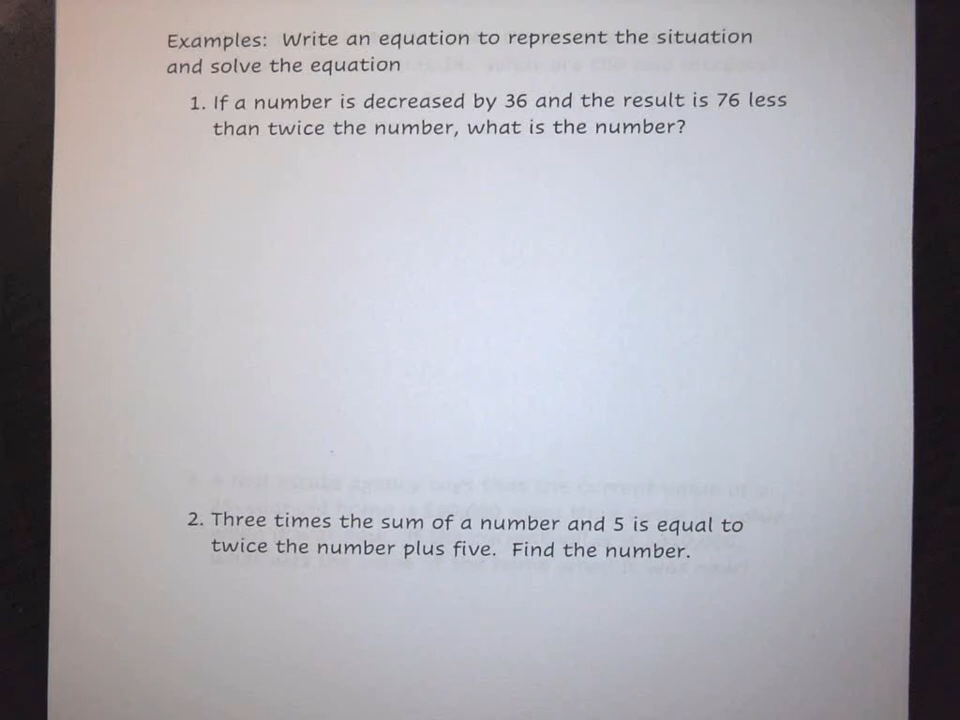 Examples: Write an equation to represent the situation
and solve the equation
1. If a number is decreased by 36 and the result is 76 less
than twice the number, what is the number?
2. Three times the sum of a number and 5 is equal to
twice the number plus five. Find the number.